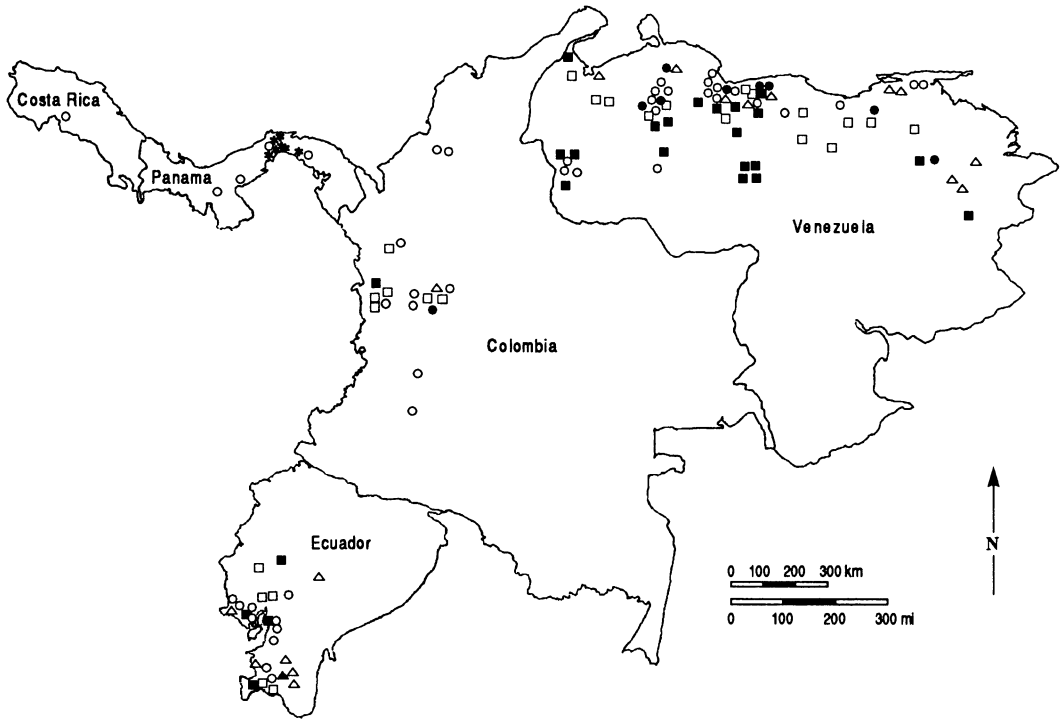 Costa Rica
Panama
Venezuela
Colombia
Ecuador
N
0 100 200 300 km
0 100 200 300 mi